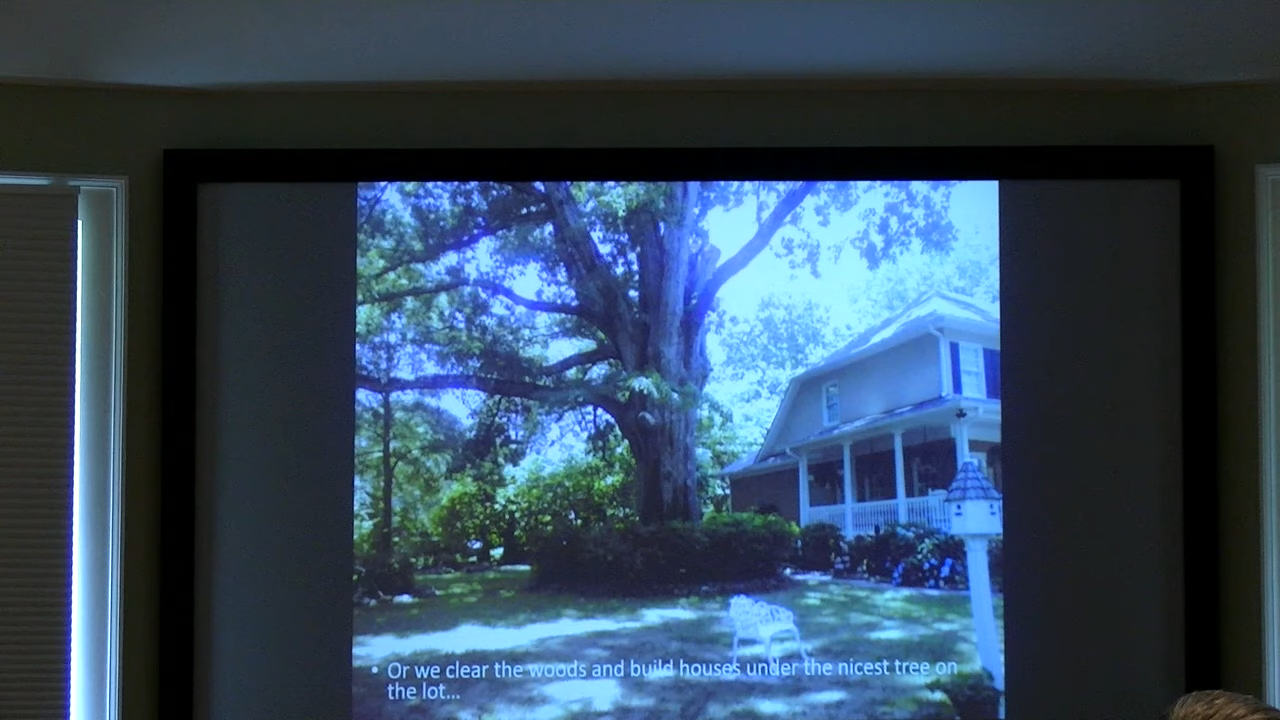 • Or we clear the woods and build houses under the nicest tree on
the lot...